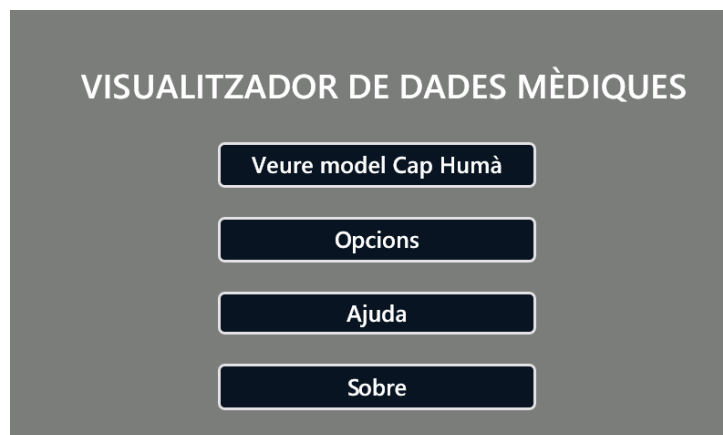 VISUALITZADOR DE DADES MÈDIQUES
Veure model Cap Humà
Opcions
Ajuda
Sobre